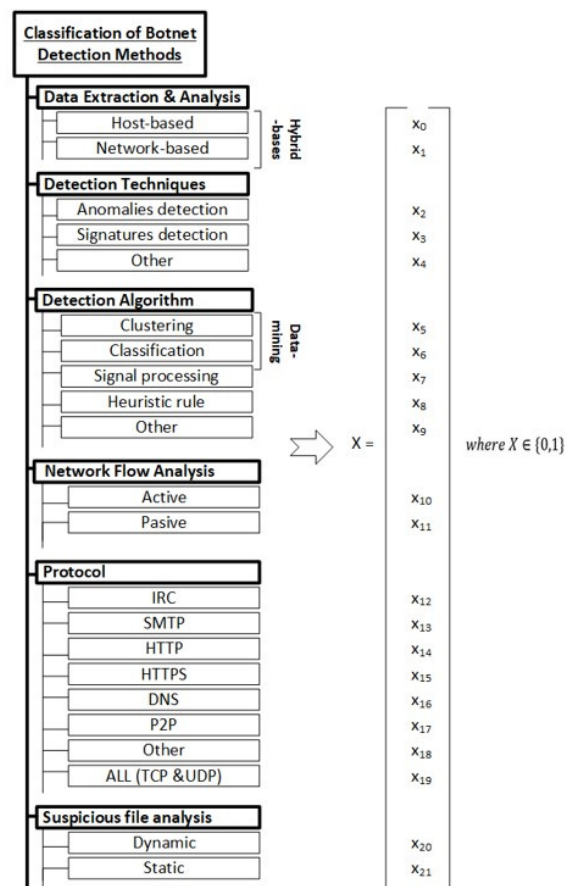 Classification of Botnet
Detection Methods
Data Extraction & Analysis
Host-based
Network-based
Hybrid
-bases
x₀
x₁
Detection Techniques
Anomalies detection
Signatures detection
Other
x₂
x₃
x₄
Detection Algorithm
Clustering
Classification
Signal processing
Heuristic rule
Other
Data-
mining
x₅
x₆
x₇
x₈
x₉
X =
where X ∈ {0,1}
Network Flow Analysis
Active
Pasive
x₁₀
x₁₁
Protocol
IRC
SMTP
HTTP
HTTPS
DNS
P2P
Other
ALL (TCP &UDP)
x₁₂
x₁₃
x₁₄
x₁₅
x₁₆
x₁₇
x₁₈
x₁₉
Suspicious file analysis
Dynamic
Static
x₂₀
x₂₁